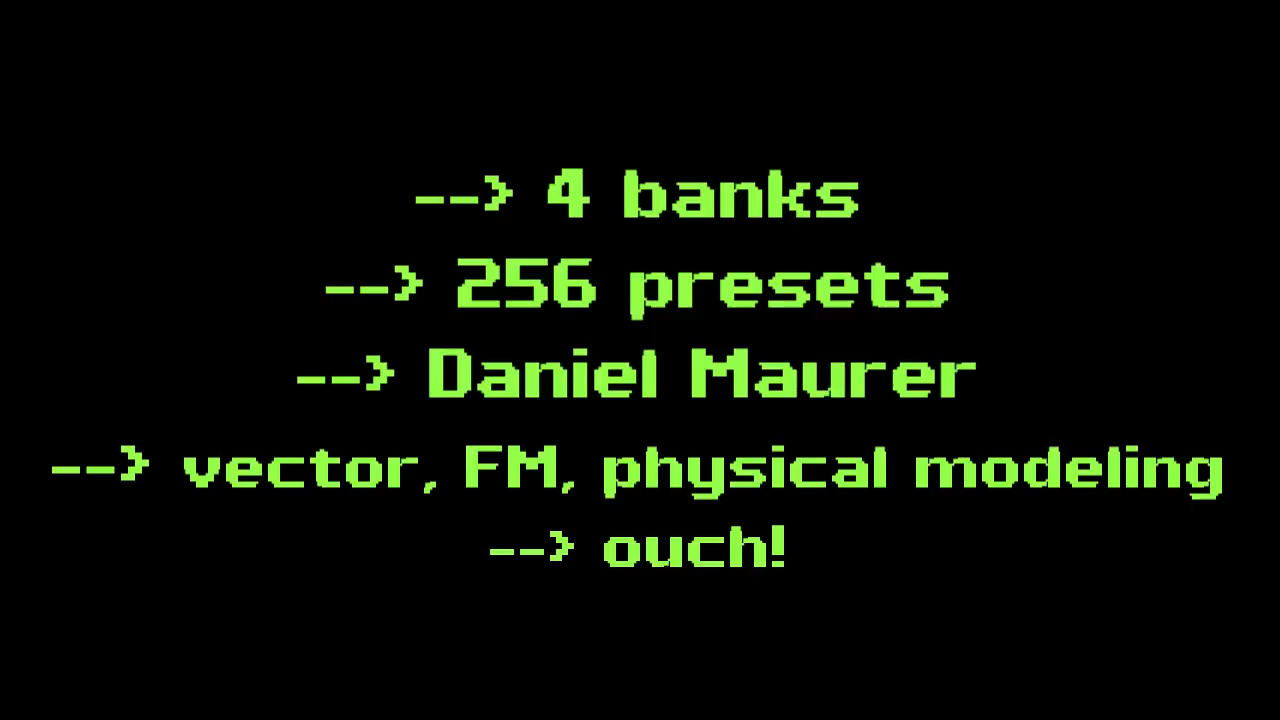 --> 4 banks
--> 256 presets
--> Daniel Maurer
--> vector, FM, physical modeling
--> ouch!